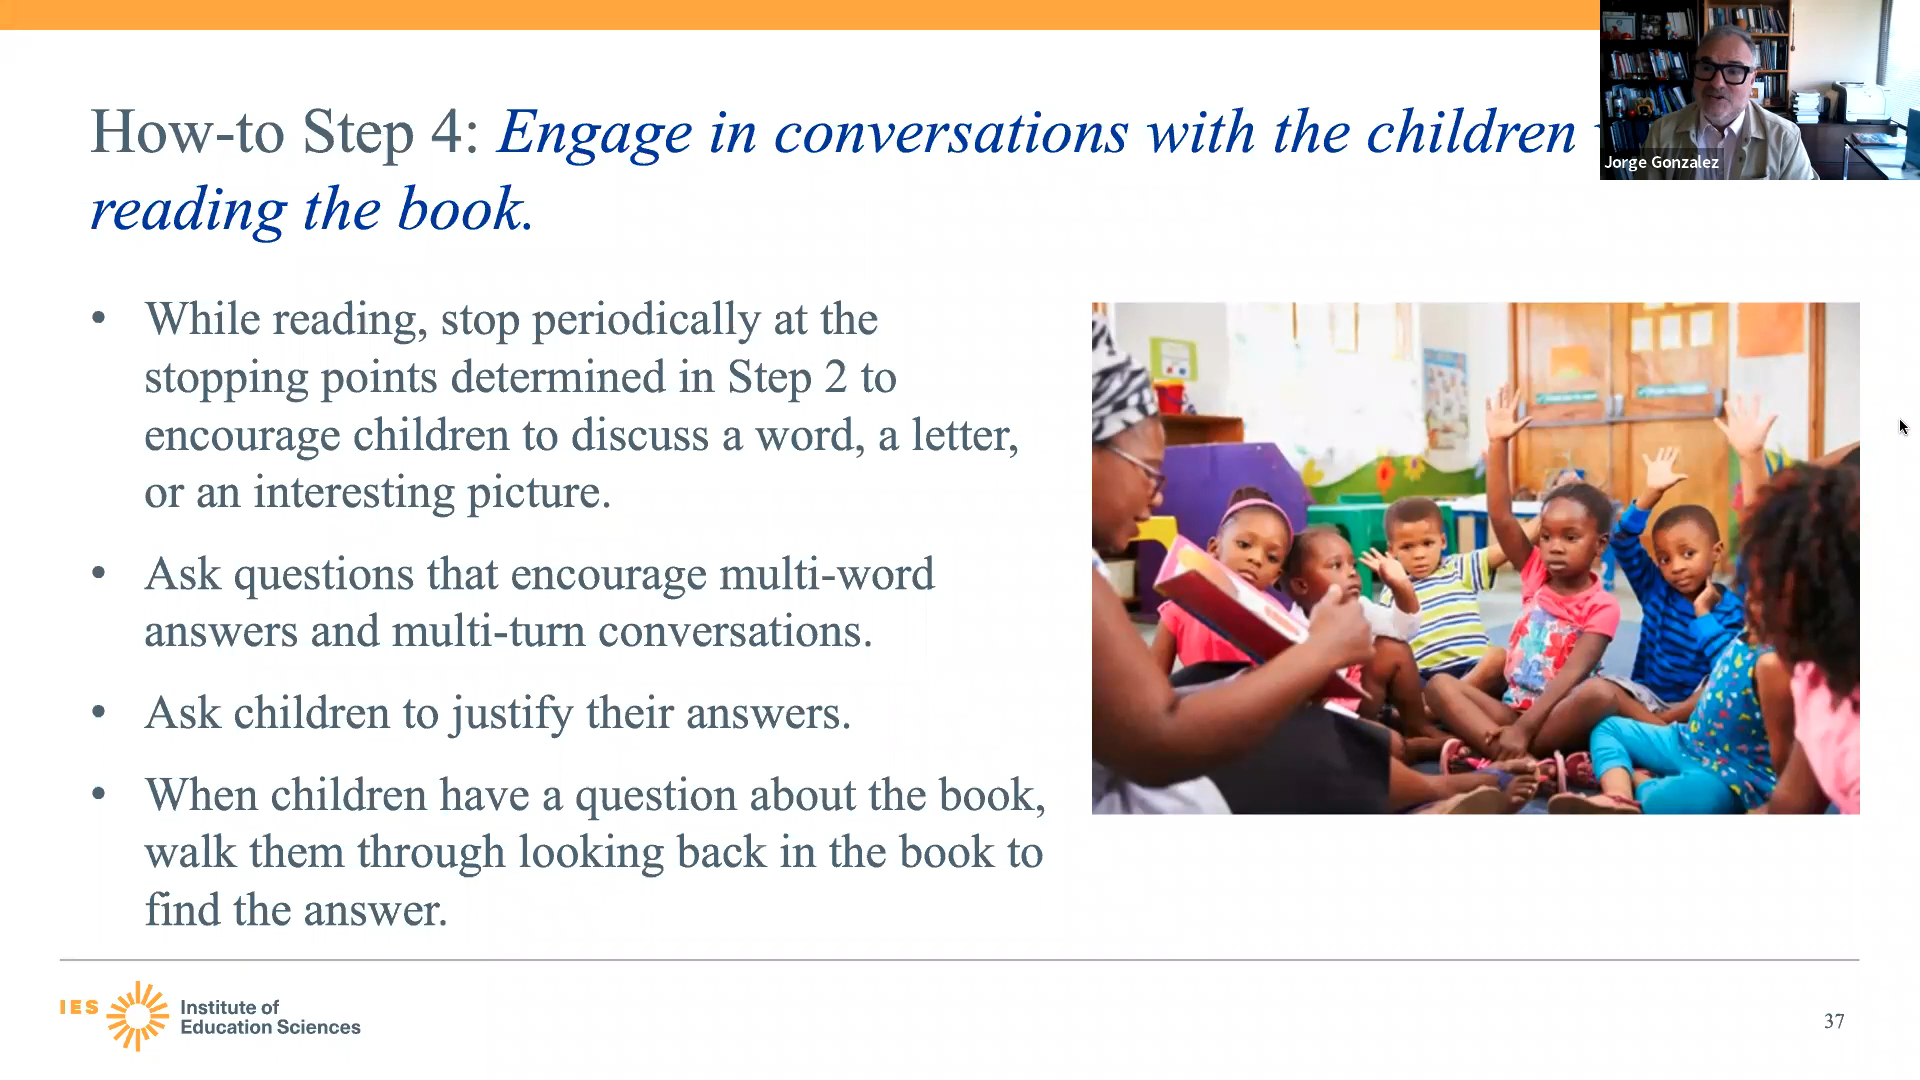 How-to Step 4: Engage in conversations with the children
reading the book.
Jorge Gonzalez
• While reading, stop periodically at the
stopping points determined in Step 2 to
encourage children to discuss a word, a letter,
or an interesting picture.
• Ask questions that encourage multi-word
answers and multi-turn conversations.
• Ask children to justify their answers.
• When children have a question about the book,
walk them through looking back in the book to
find the answer.
IES
Institute of
Education Sciences
37